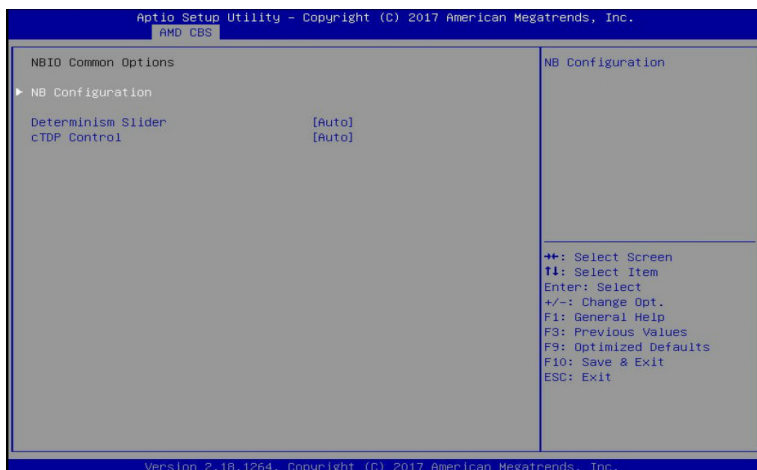 Aptio Setup Utility – Copyright (C) 2017 American Megatrends, Inc.
AMD CBS
NBIO Common Options
NB Configuration
Determinism Slider [Auto]
cTDP Control [Auto]
NB Configuration
→←: Select Screen
↑↓: Select Item
Enter: Select
+/-: Change Opt.
F1: General Help
F3: Previous Values
F9: Optimized Defaults
F10: Save & Exit
ESC: Exit
Version 2.18.1264. Copyright (C) 2017 American Megatrends, Inc.